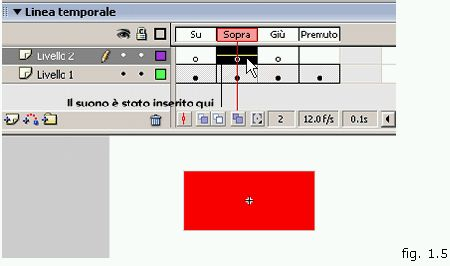 Linea temporale
Su Sopra Giù Premuto
Livello 2
Livello 1
Il suono è stato inserito qui
2 12.0 f/s 0.1s
fig. 1.5